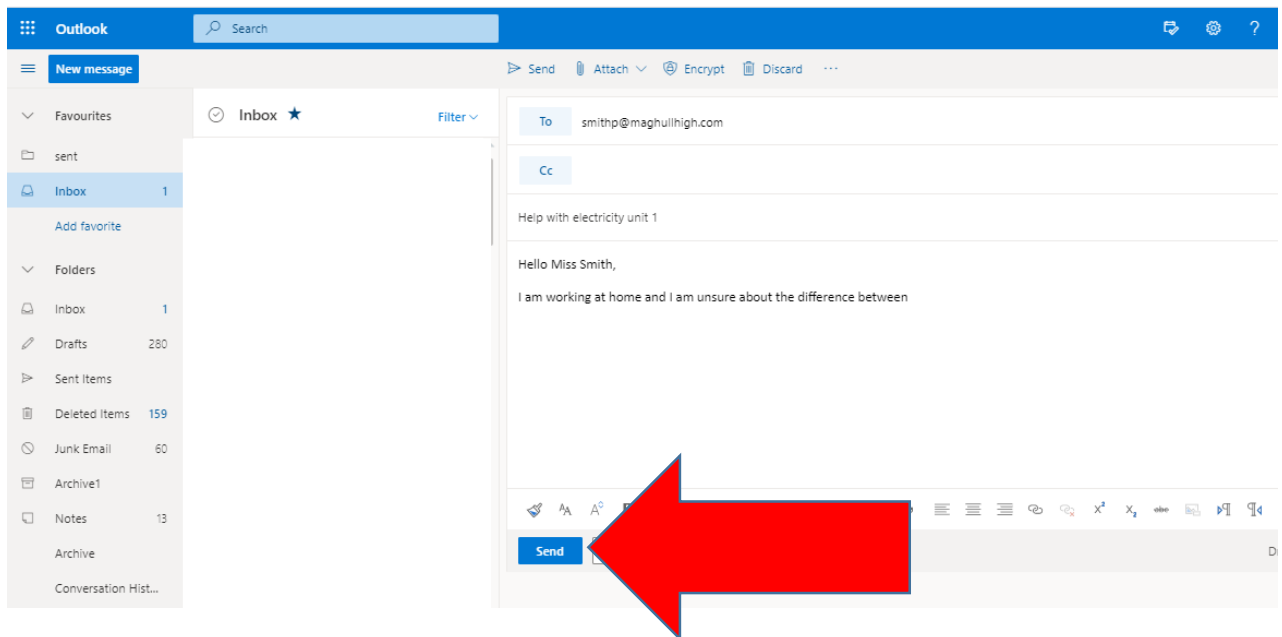 Outlook
Search
?
New message
Send Attach Encrypt Discard ...
Favourites
sent
Inbox 1
Add favorite
Folders
Inbox 1
Drafts 280
Sent Items
Deleted Items 159
Junk Email 60
Archive1
Notes 13
Archive
Conversation Hist...
Inbox
Filter
To smithp@maghullhigh.com
Cc
Help with electricity unit 1
Hello Miss Smith,
I am working at home and I am unsure about the difference between
Send